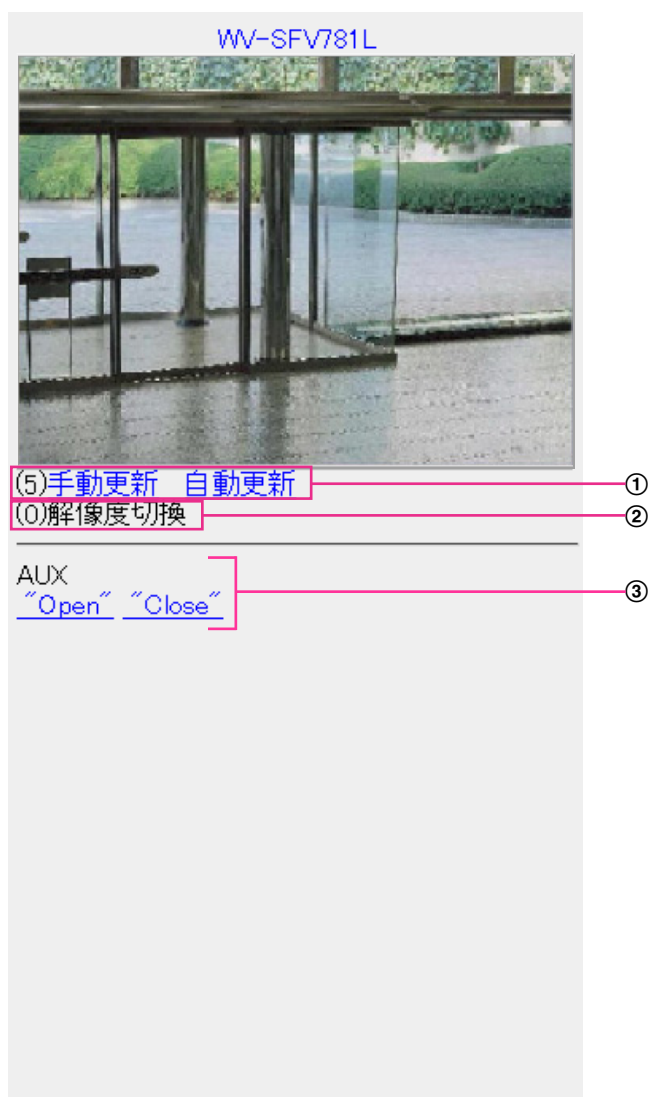 WV-SFV781L
(5)手動更新　自動更新 ①
(0)解像度切換 ②
AUX
"Open" "Close" ③